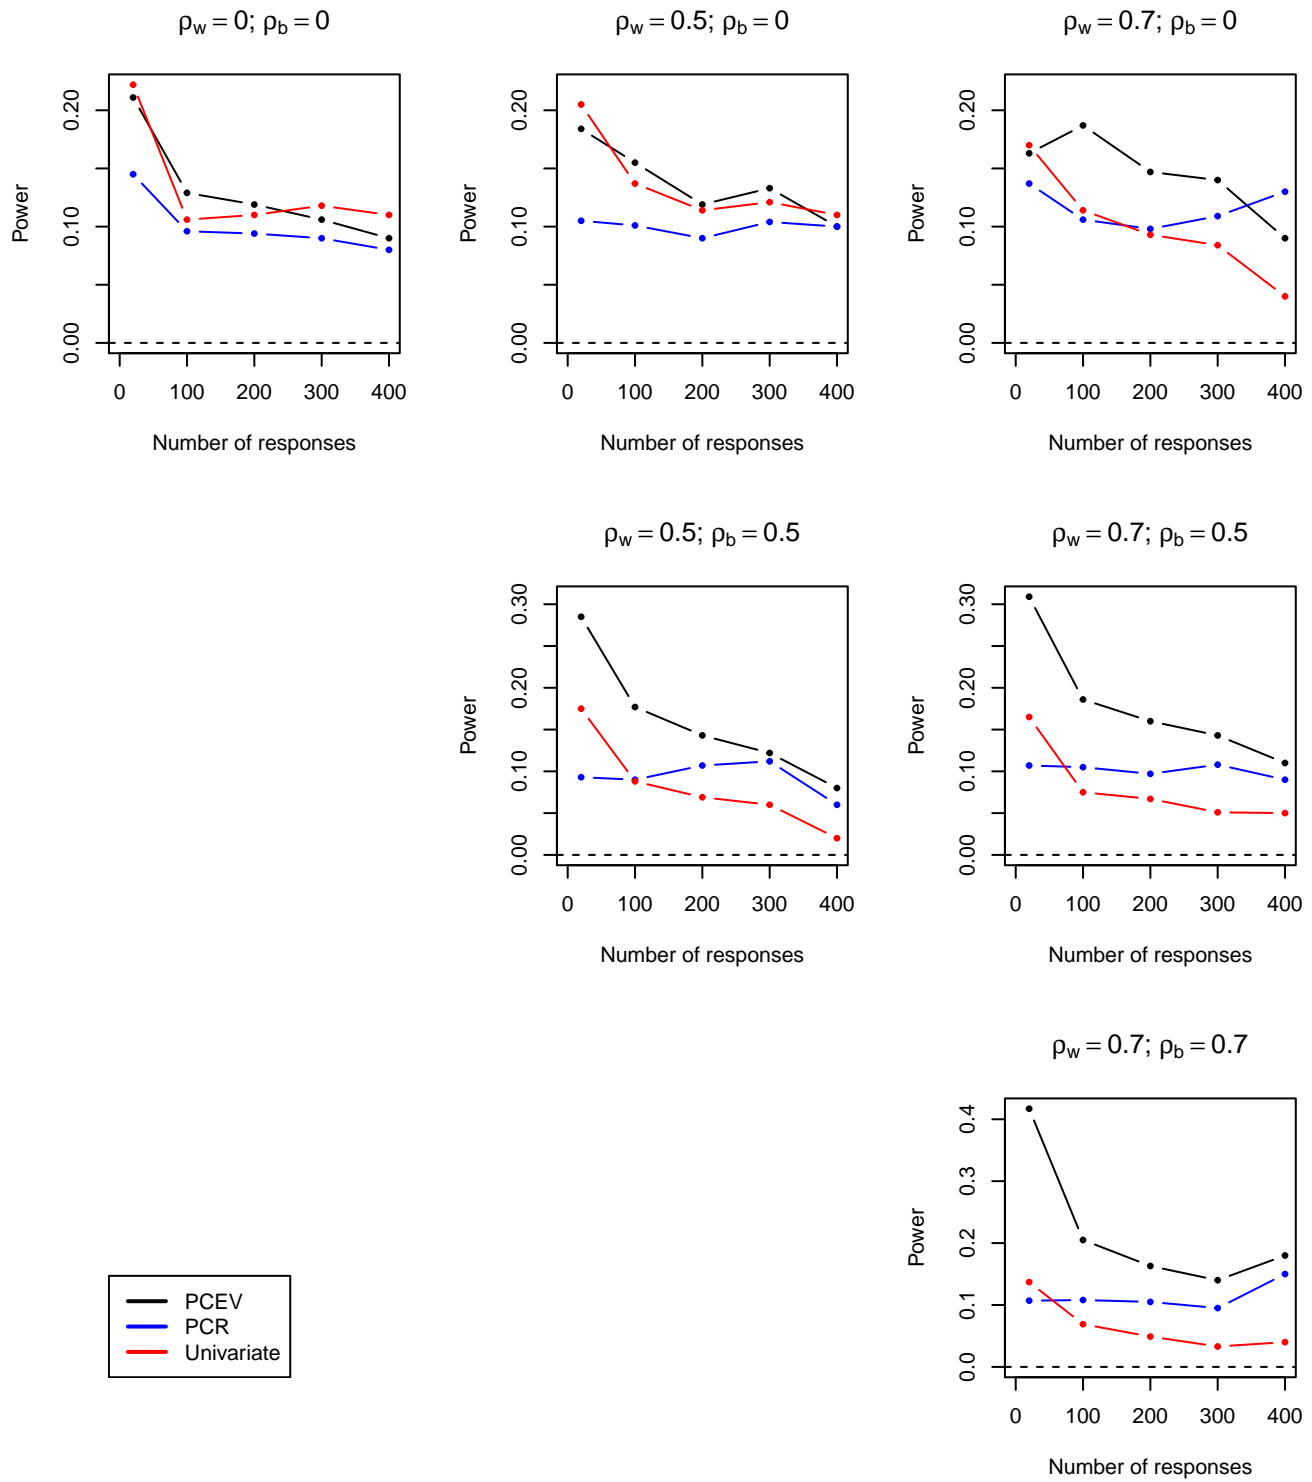 ρw = 0; ρb = 0
0.00 0.10 0.20
Power
0 100 200 300 400
Number of responses
ρw = 0.5; ρb = 0
0.00 0.10 0.20
Power
0 100 200 300 400
Number of responses
ρw = 0.7; ρb = 0
0.00 0.10 0.20
Power
0 100 200 300 400
Number of responses
ρw = 0.5; ρb = 0.5
0.00 0.10 0.20 0.30
Power
0 100 200 300 400
Number of responses
ρw = 0.7; ρb = 0.5
0.00 0.10 0.20 0.30
Power
0 100 200 300 400
Number of responses
ρw = 0.7; ρb = 0.7
0.0 0.1 0.2 0.3 0.4
Power
0 100 200 300 400
Number of responses
PCEV
PCR
Univariate